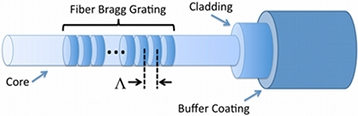 Fiber Bragg Grating
Cladding
Core
Λ
Buffer Coating